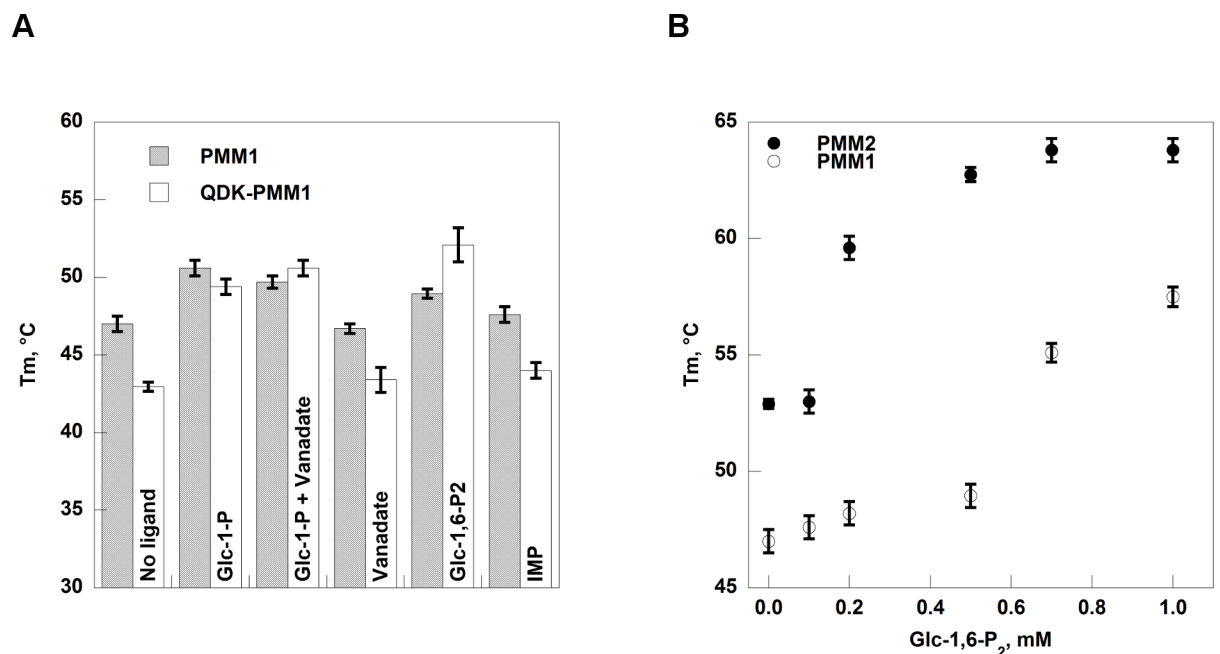 A
60
55
50
45
40
35
30
Tm, °C
PMM1
QDK-PMM1
No ligand
Glc-1-P
Glc-1-P + Vanadate
Vanadate
Glc-1,6-P2
IMP
B
65
60
55
50
45
Tm, °C
PMM2
PMM1
0.0 0.2 0.4 0.6 0.8 1.0
Glc-1,6-P₂, mM